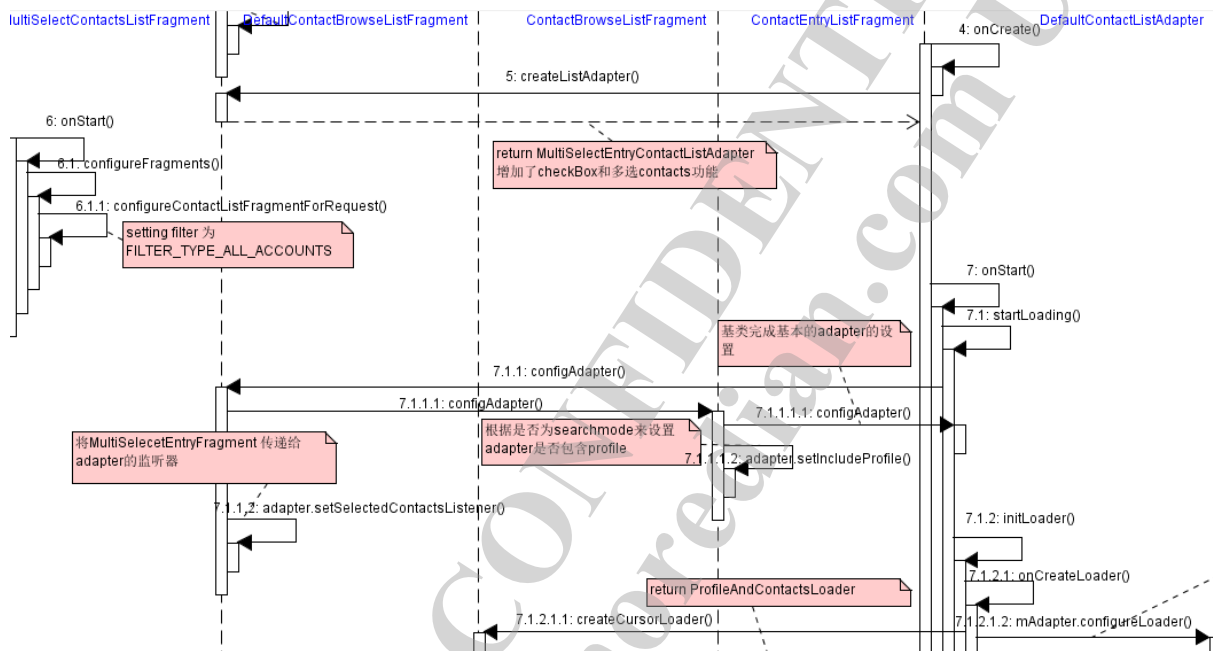 MultiSelectContactsListFragment DefaultContactBrowseListFragment ContactBrowseListFragment ContactEntryListFragment DefaultContactListAdapter
4: onCreate()
5: createListAdapter()
6: onStart()
return MultiSelectEntryContactListAdapter
增加了checkBox和多选contacts功能
6.1: configureFragments()
6.1.1: configureContactListFragmentForRequest()
setting filter 为
FILTER_TYPE_ALL_ACCOUNTS
7: onStart()
7.1: startLoading()
基类完成基本的adapter的设
置
7.1.1: configAdapter()
7.1.1.1: configAdapter()
7.1.1.1.1: configAdapter()
根据是否为searchmode来设置
adapter是否包含profile
将MultiSelecetEntryFragment 传递给
adapter的监听器
7.1.1.1.2: adapter.setIncludeProfile()
7.1.1.2: adapter.setSelectedContactsListener()
7.1.2: initLoader()
7.1.2.1: onCreateLoader()
return ProfileAndContactsLoader
7.1.2.1.1: createCursorLoader()
7.1.2.1.2: mAdapter.configureLoader()
CONFIDENTI
noredian.com U